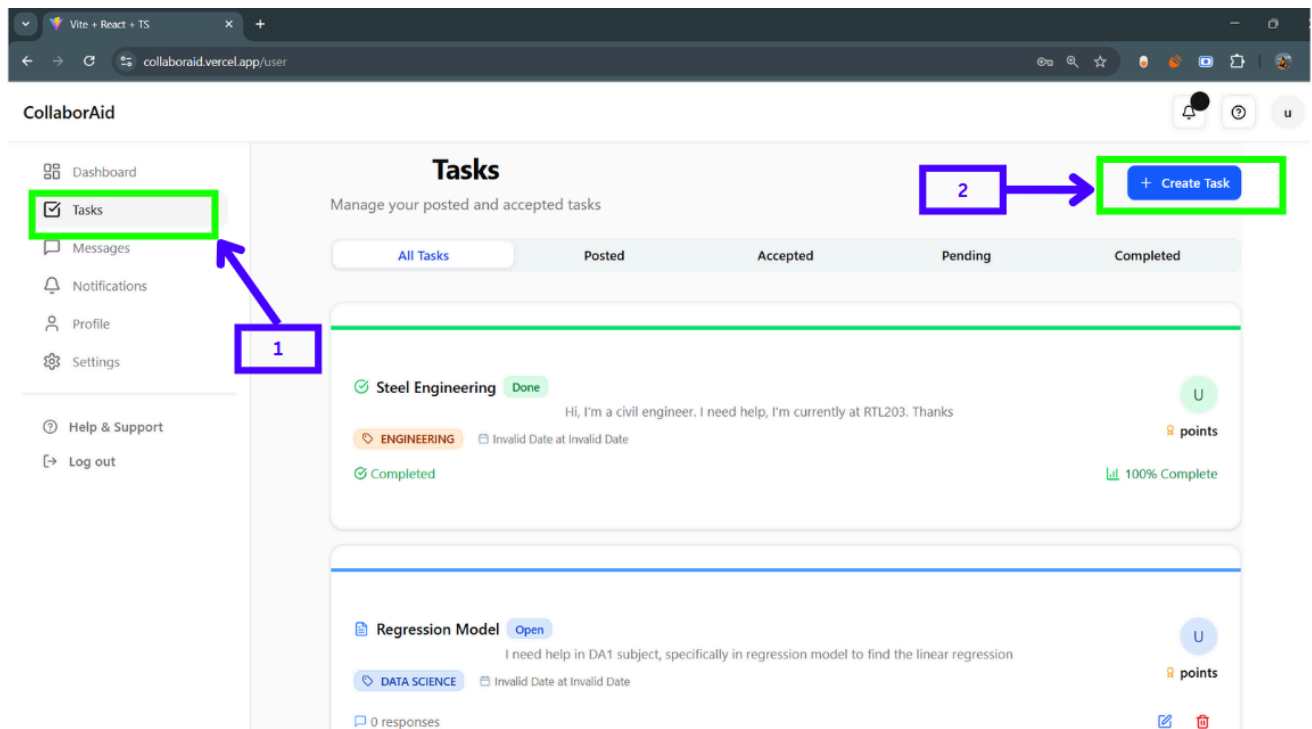 Vite + React + TS
collaboraid.vercel.app/user
CollaborAid
u
Dashboard
Tasks
Messages
Notifications
Profile
Settings
Help & Support
Log out
1
Tasks
Manage your posted and accepted tasks
2
+ Create Task
All Tasks Posted Accepted Pending Completed
Steel Engineering Done
U
Hi, I'm a civil engineer. I need help, I'm currently at RTL203. Thanks
points
ENGINEERING Invalid Date at Invalid Date
Completed 100% Complete
Regression Model Open
U
I need help in DA1 subject, specifically in regression model to find the linear regression
points
DATA SCIENCE Invalid Date at Invalid Date
0 responses